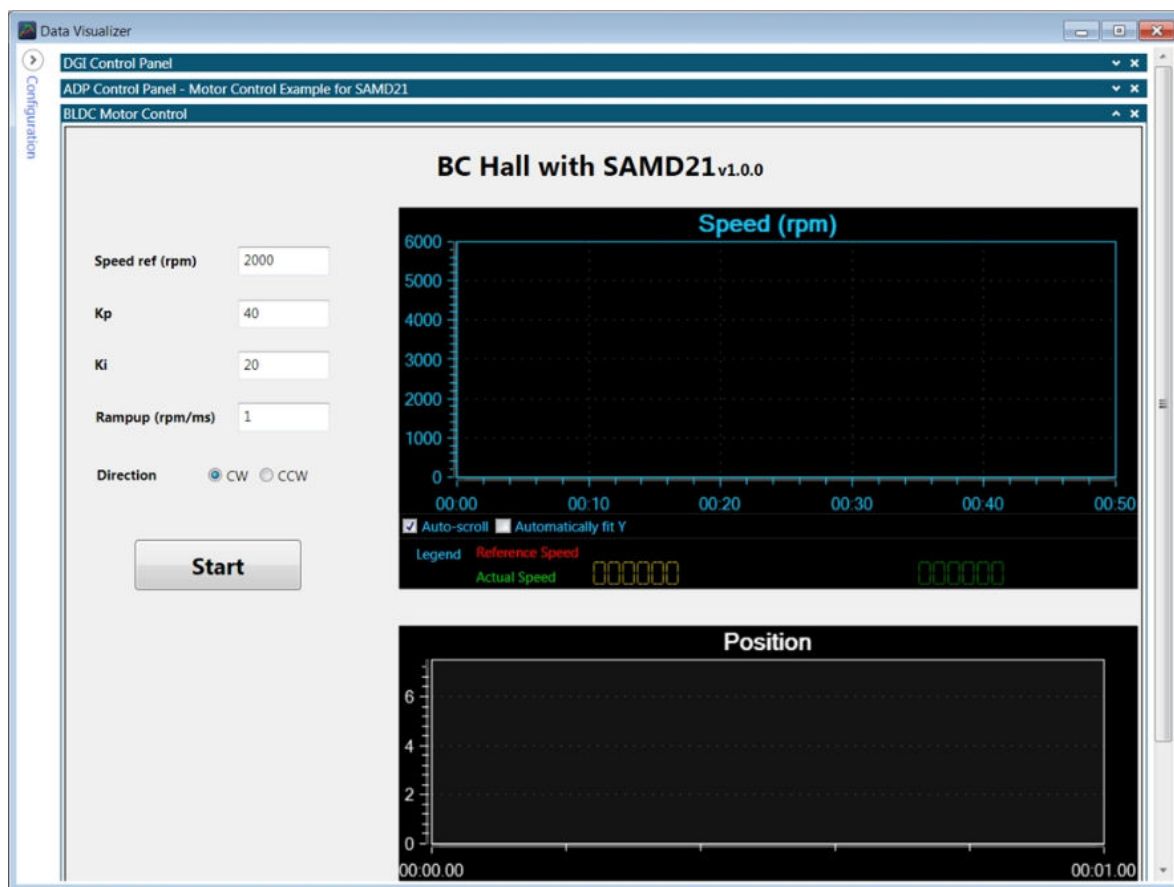 Data Visualizer
Configuration
DGI Control Panel
ADP Control Panel - Motor Control Example for SAMD21
BLDC Motor Control
BC Hall with SAMD21 v1.0.0
Speed ref (rpm) 2000
Kp 40
Ki 20
Rampup (rpm/ms) 1
Direction CW CCW
Start
Speed (rpm)
6000
5000
4000
3000
2000
1000
0
00:00 00:10 00:20 00:30 00:40 00:50
Auto-scroll Automatically fit Y
Legend Reference Speed
Actual Speed 000000 000000
Position
6
4
2
0
00:00.00 00:01.00